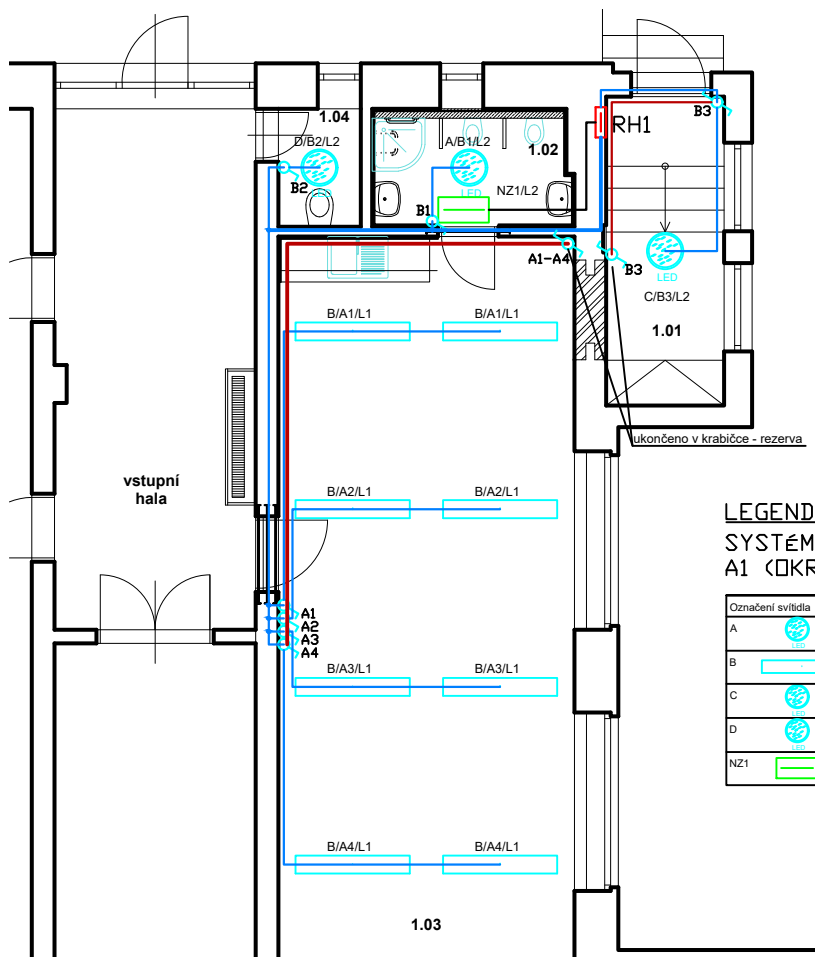 1.04
D/B2/L2
LED
B2
A/B1/L2
1.02
LED
NZ1/L2
B1
RH1
B3
A1-A4
B3
LED
C/B3/L2
1.01
B/A1/L1
B/A1/L1
ukončeno v krabičce - rezerva
vstupní
hala
B/A2/L1
B/A2/L1
LEGEND
SYSTÉM
A1 (OKR
Označení svítidla
A
LED
B
C
LED
D
LED
NZ1
A1
A2
A3
A4
B/A3/L1
B/A3/L1
B/A4/L1
B/A4/L1
1.03